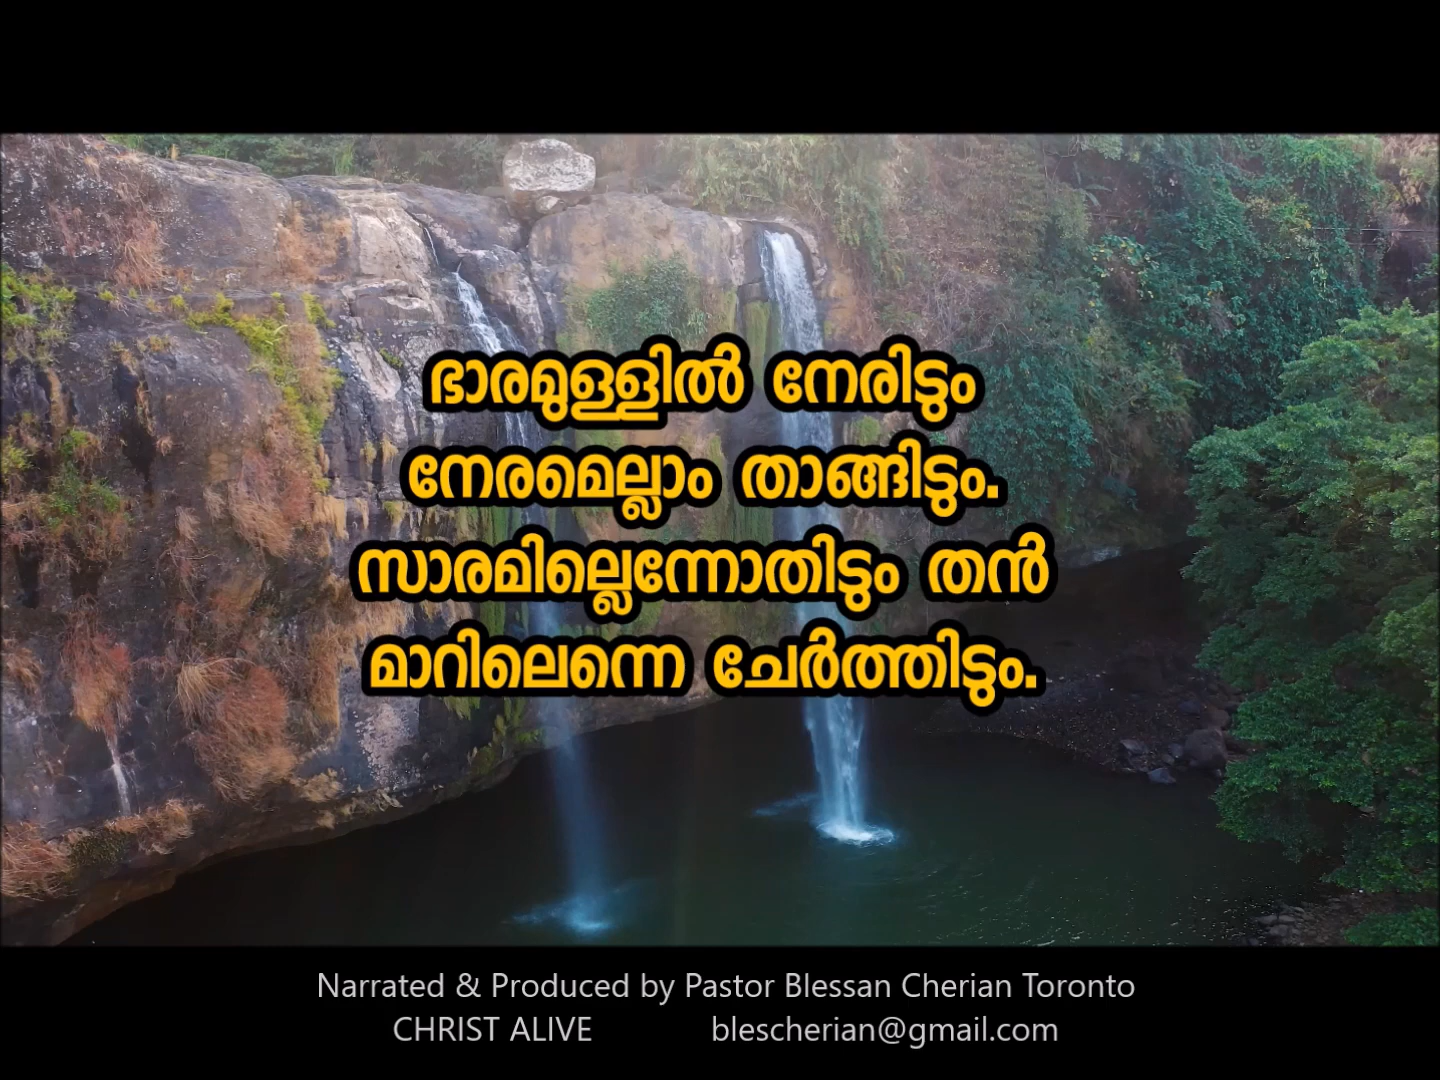 ഭാരമുള്ളിൽ നേരിടും
നേരമെല്ലാം താങ്ങിടും.
സാരമില്ലെന്നോതിടും തൻ
മാറിലെന്നെ ചേർത്തിടും.
Narrated & Produced by Pastor Blessan Cherian Toronto
CHRIST ALIVE blescherian@gmail.com